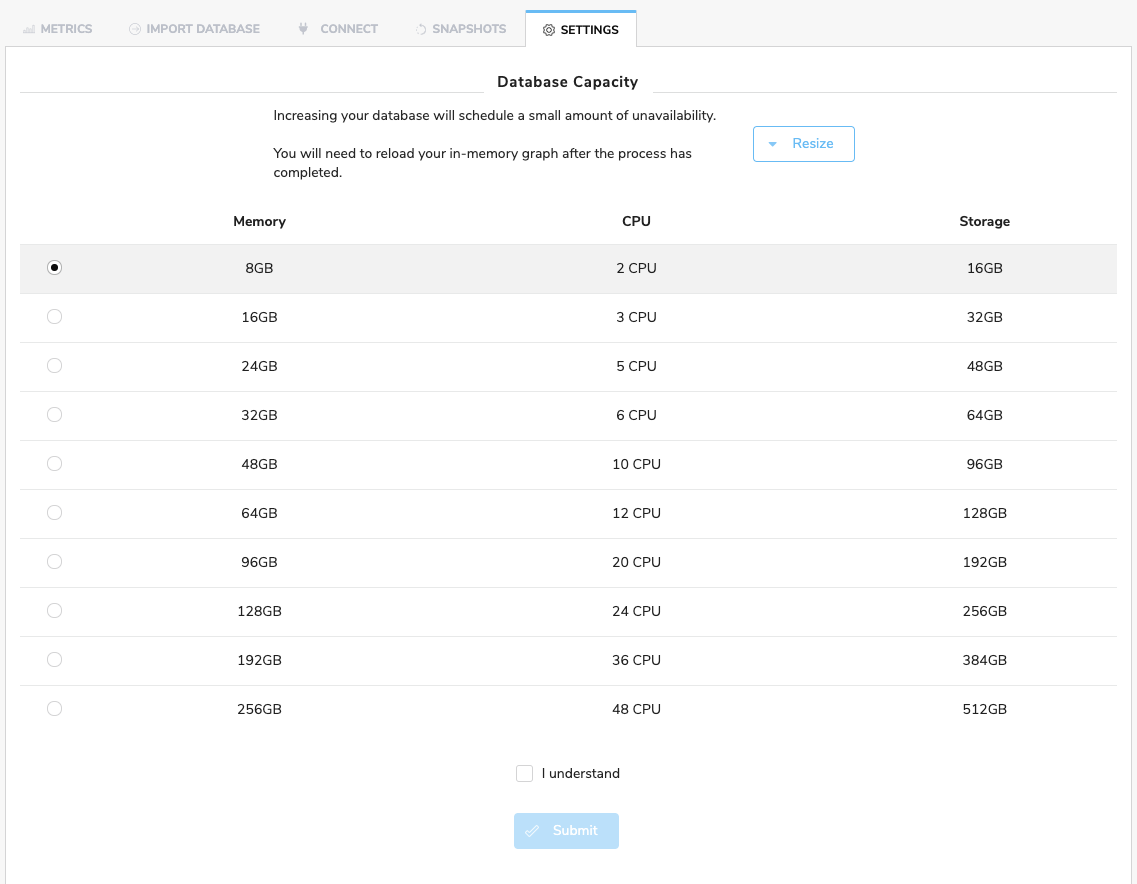 METRICS IMPORT DATABASE CONNECT SNAPSHOTS SETTINGS
Database Capacity
Increasing your database will schedule a small amount of unavailability.
You will need to reload your in-memory graph after the process has
completed.
Resize
Memory CPU Storage
8GB 2 CPU 16GB
16GB 3 CPU 32GB
24GB 5 CPU 48GB
32GB 6 CPU 64GB
48GB 10 CPU 96GB
64GB 12 CPU 128GB
96GB 20 CPU 192GB
128GB 24 CPU 256GB
192GB 36 CPU 384GB
256GB 48 CPU 512GB
I understand
Submit